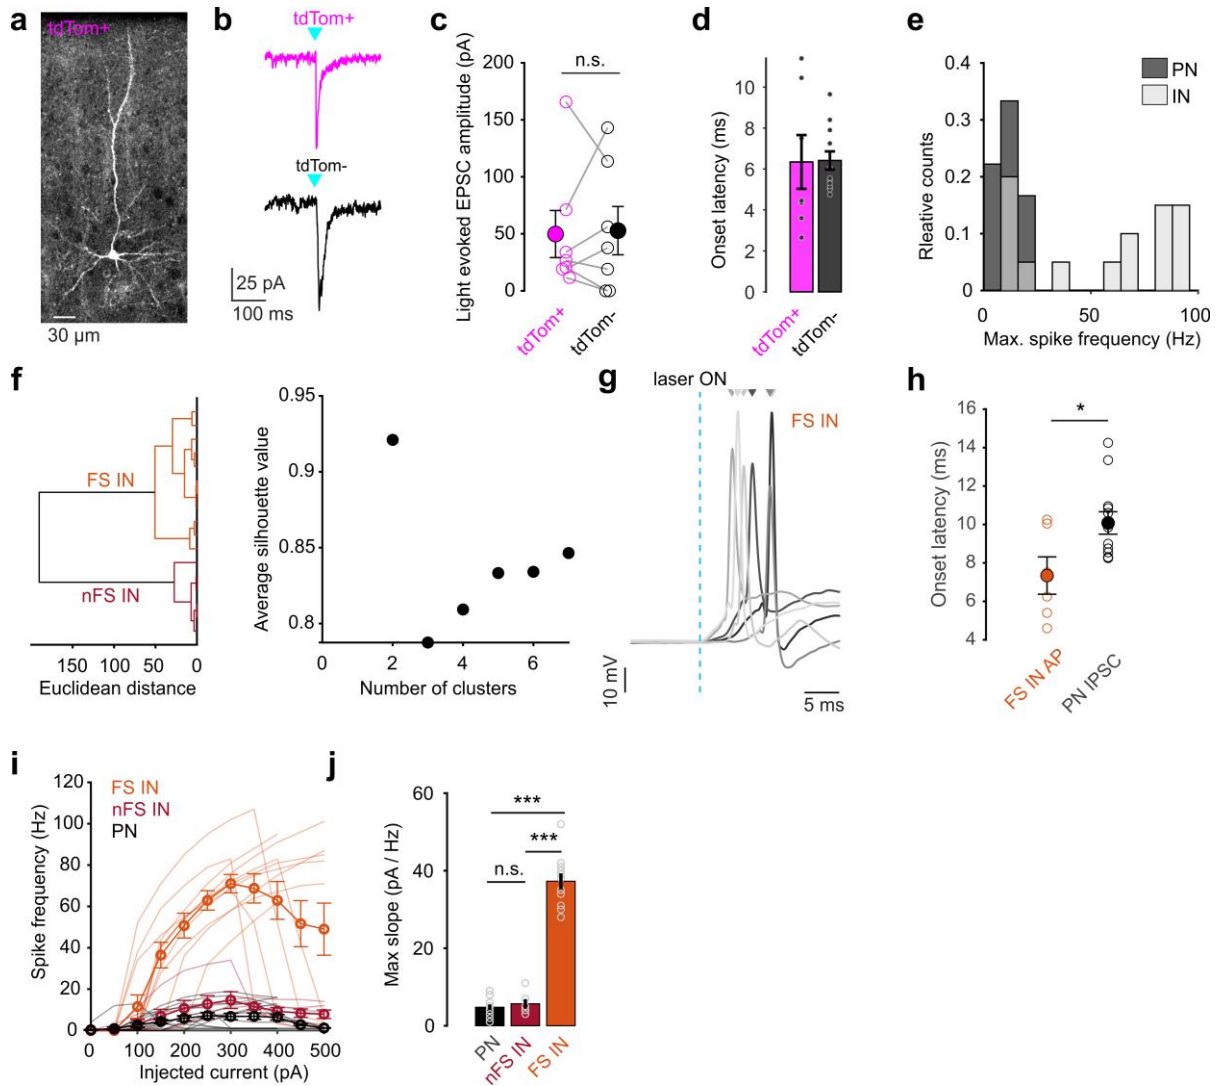 a
tdTom+
30 µm
b
tdTom+
tdTom-
25 pA
100 ms
c
Light evoked EPSC amplitude (pA)
200
150
100
50
0
n.s.
tdTom+
tdTom-
d
Onset latency (ms)
10
8
6
4
2
0
tdTom+
tdTom-
e
Rleative counts
0.4
0.3
0.2
0.1
0
PN
IN
0
50
100
Max. spike frequency (Hz)
f
FS IN
nFS IN
150
100
50
0
Euclidean distance
Average silhouette value
0.95
0.9
0.85
0.8
0
2
4
6
Number of clusters
g
laser ON
FS IN
10 mV
5 ms
h
Onset latency (ms)
16
14
12
10
8
6
4
*
FS IN AP
PN IPSC
i
Spike frequency (Hz)
120
100
80
60
40
20
0
FS IN
nFS IN
PN
0
100
200
300
400
500
Injected current (pA)
j
Max slope (pA / Hz)
60
40
20
0
***
***
n.s.
PN
nFS IN
FS IN